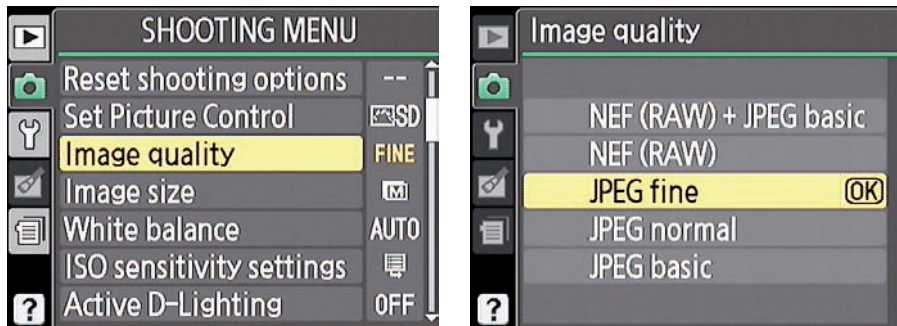 SHOOTING MENU
Reset shooting options --
Set Picture Control SD
Image quality FINE
Image size M
White balance AUTO
ISO sensitivity settings
Active D-Lighting OFF
?
Image quality
NEF (RAW) + JPEG basic
NEF (RAW)
JPEG fine OK
JPEG normal
JPEG basic
?